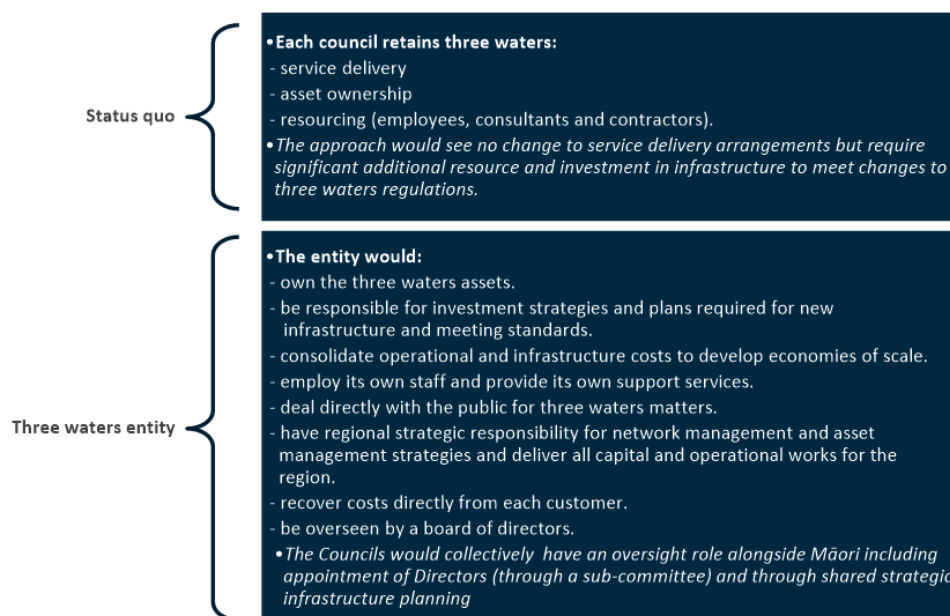 Status quo
•Each council retains three waters:
- service delivery
- asset ownership
- resourcing (employees, consultants and contractors).
•The approach would see no change to service delivery arrangements but require
significant additional resource and investment in infrastructure to meet changes to
three waters regulations.
Three waters entity
•The entity would:
- own the three waters assets.
- be responsible for investment strategies and plans required for new
infrastructure and meeting standards.
- consolidate operational and infrastructure costs to develop economies of scale.
- employ its own staff and provide its own support services.
- deal directly with the public for three waters matters.
- have regional strategic responsibility for network management and asset
management strategies and deliver all capital and operational works for the
region.
- recover costs directly from each customer.
- be overseen by a board of directors.
•The Councils would collectively have an oversight role alongside Māori including
appointment of Directors (through a sub-committee) and through shared strategic
infrastructure planning